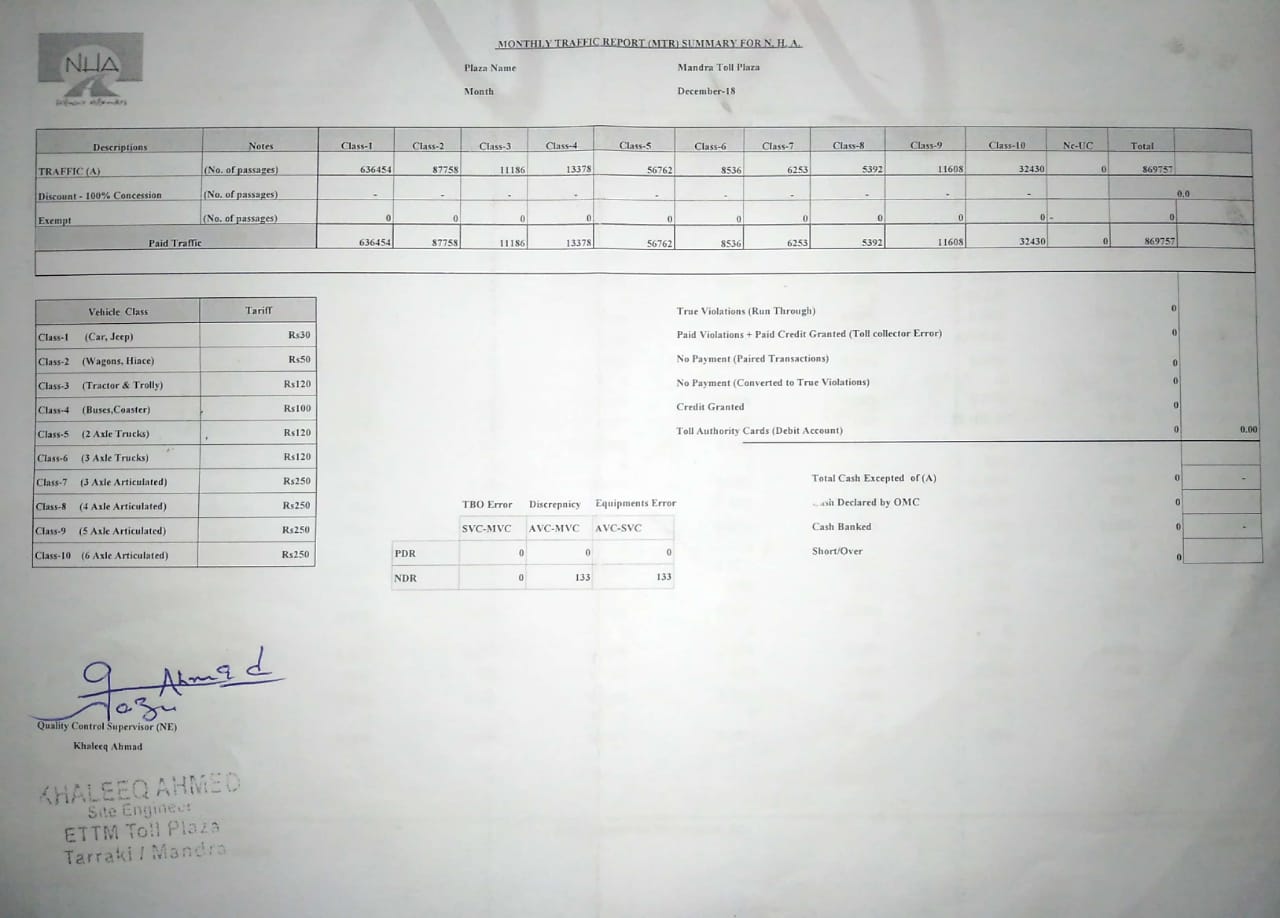 NHA
MONTHLY TRAFFIC REPORT (MTR) SUMMARY FOR N. H. A.
Plaza Name Mandra Toll Plaza
Month December-18
Descriptions Notes Class-1 Class-2 Class-3 Class-4 Class-5 Class-6 Class-7 Class-8 Class-9 Class-10 Nc-UC Total
TRAFFIC (A) (No. of passages) 636454 87758 11186 13378 56762 8536 6253 5392 11608 32430 0 869757
Discount - 100% Concession (No. of passages) - - - - - - - - - - 0.0
Exempt (No. of passages) 0 0 0 0 0 0 0 0 0 0 - 0
Paid Traffic 636454 87758 11186 13378 56762 8536 6253 5392 11608 32430 0 869757
Vehicle Class Tariff
Class-1 (Car, Jeep) Rs30
Class-2 (Wagons, Hiace) Rs50
Class-3 (Tractor & Trolly) Rs120
Class-4 (Buses,Coaster) Rs100
Class-5 (2 Axle Trucks) Rs120
Class-6 (3 Axle Trucks) Rs120
Class-7 (3 Axle Articulated) Rs250
Class-8 (4 Axle Articulated) Rs250
Class-9 (5 Axle Articulated) Rs250
Class-10 (6 Axle Articulated) Rs250
True Violations (Run Through) 0
Paid Violations + Paid Credit Granted (Toll collector Error) 0
No Payment (Paired Transactions) 0
No Payment (Converted to True Violations) 0
Credit Granted 0
Toll Authority Cards (Debit Account) 0 0.00
Total Cash Excepted of (A) 0 -
Declared by OMC 0
Cash Banked 0 -
Short/Over 0
TBO Error Discrepnicy Equipments Error
SVC-MVC AVC-MVC AVC-SVC
PDR 0 0 0
NDR 0 133 133
Ahmad
Quality Control Supervisor (NE)
Khaleeq Ahmad
KHALEEQ AHMED
Site Engineer
ETTM Toll Plaza
Tarraki / Mandra